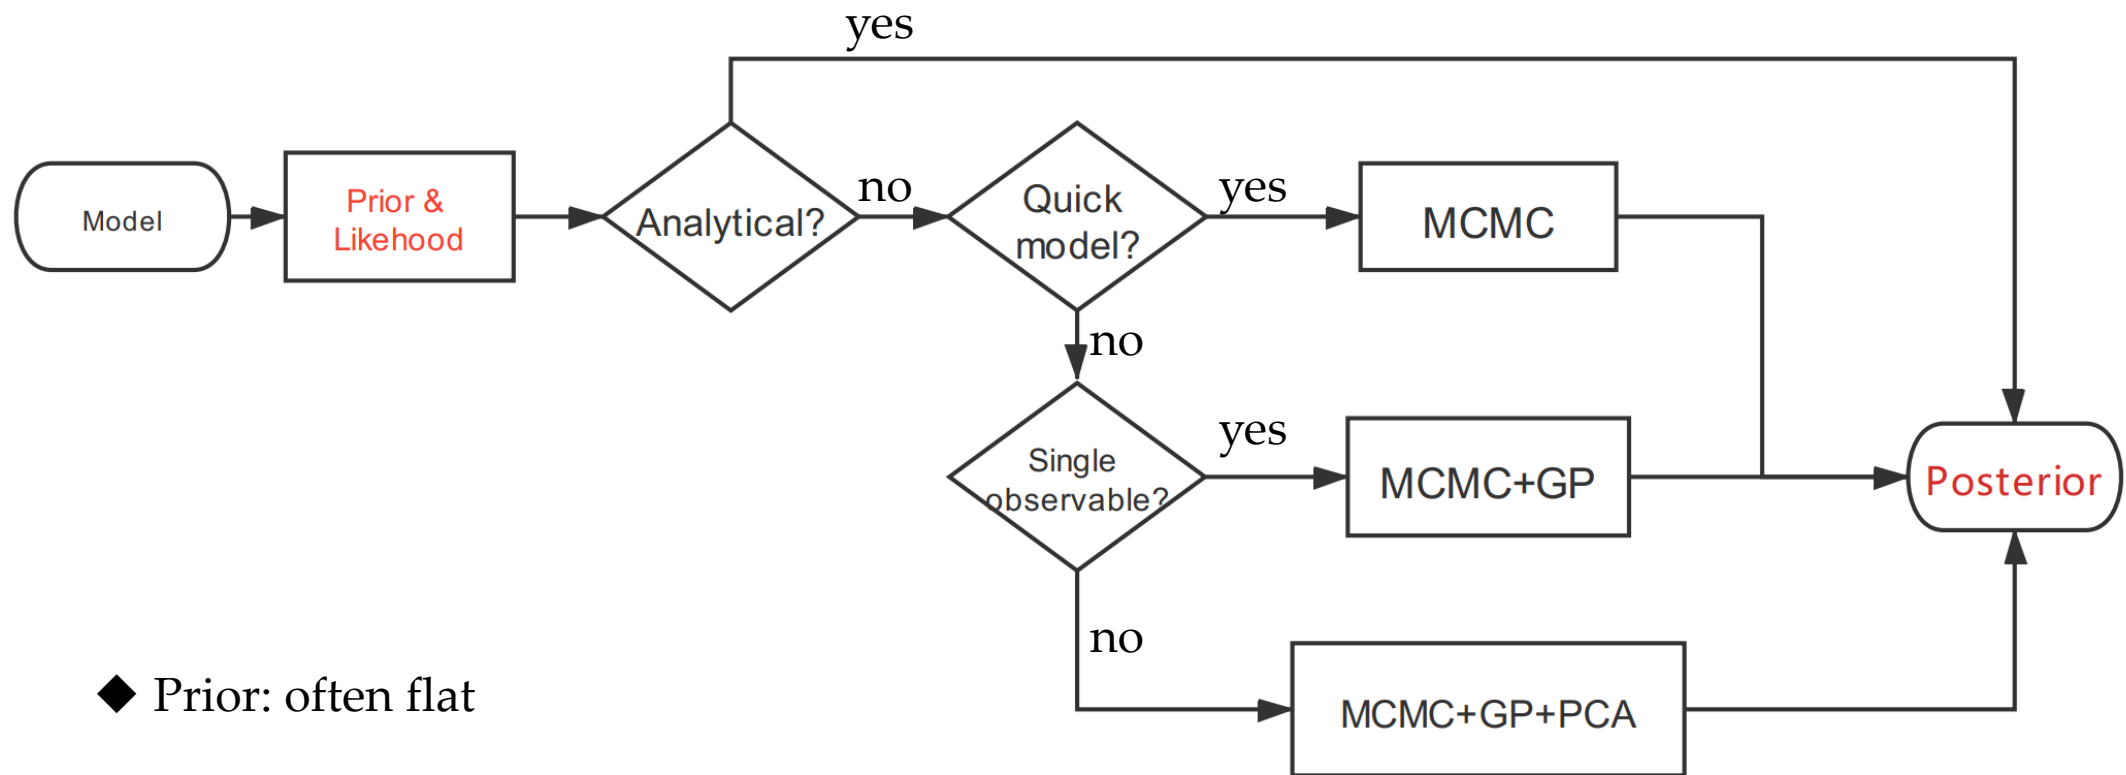 yes
Model
Prior &
Likehood
Analytical?
no
Quick
model?
yes
MCMC
no
Single
observable?
yes
MCMC+GP
Posterior
no
MCMC+GP+PCA
◆ Prior: often flat